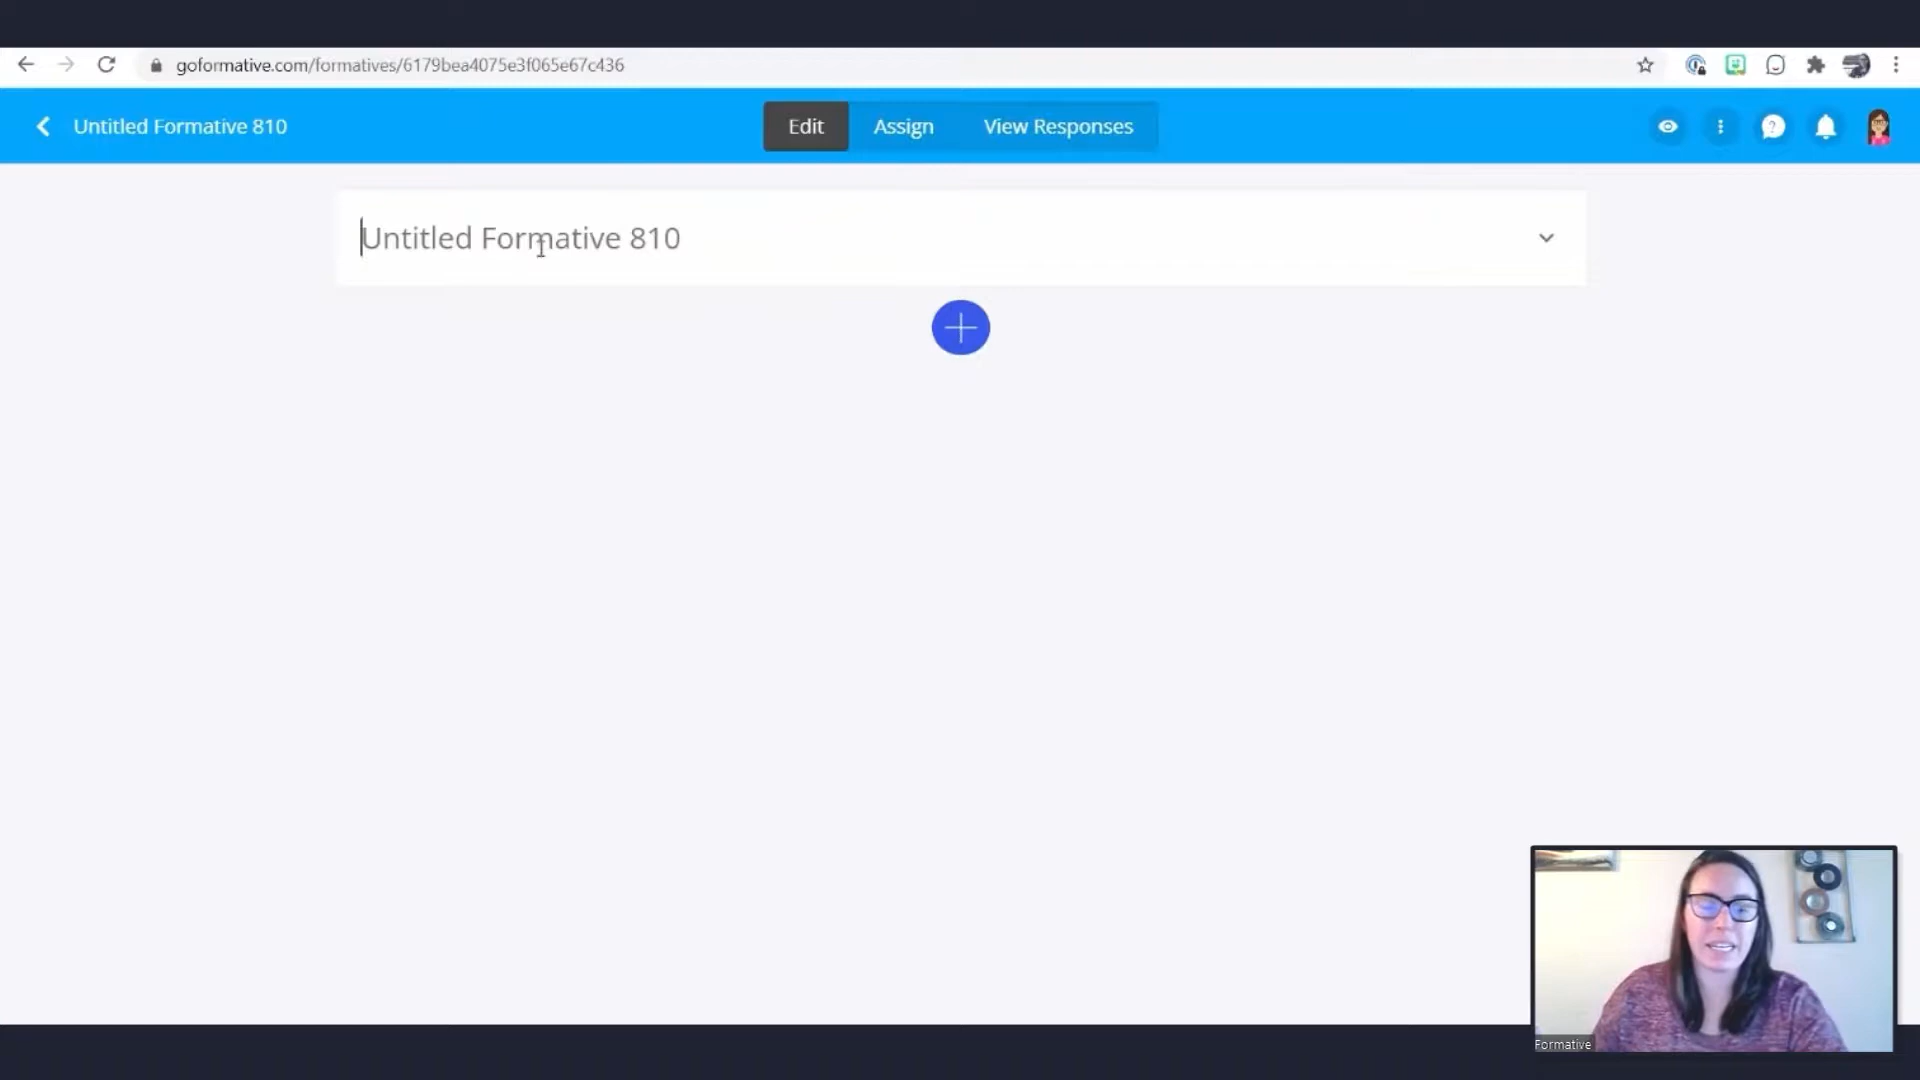 goformative.com/formatives/6179bea4075e3f065e67c436
Untitled Formative 810
Edit
Assign
View Responses
Untitled Formative 810
Formative